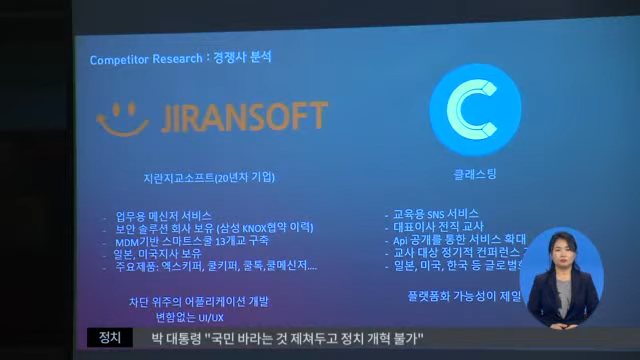 Competitor Research : 경쟁사 분석
JIRANSOFT
지란지교소프트(20년차 기업)
- 업무용 메신저 서비스
- 보안 솔루션 회사 보유 (삼성 KNOX협약 이력)
- MDM기반 스마트스쿨 13개교 구축
- 일본, 미국지사 보유
- 주요제품: 엑스키퍼, 쿨키퍼, 쿨톡,쿨메신저....
차단 위주의 어플리케이션 개발
변함없는 UI/UX
C
클래스팅
- 교육용 SNS 서비스
- 대표이사 전직 교사
- Api 공개를 통한 서비스 확대
- 교사 대상 정기적 컨퍼런스
- 일본, 미국, 한국 등
플랫폼화 가능성이 제일
정치 박 대통령 "국민 바라는 것 제쳐두고 정치 개혁 불가"